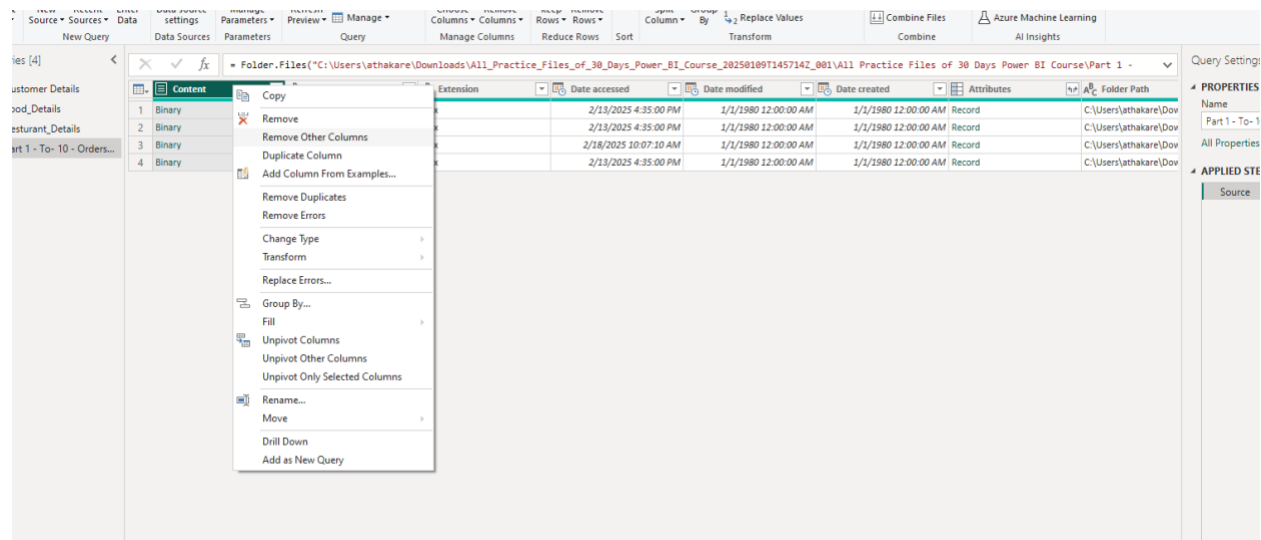 Source Sources Data settings Parameters Preview Manage Columns Columns Rows Rows Column By Replace Values Combine Files Azure Machine Learning
New Query Data Sources Parameters Query Manage Columns Reduce Rows Sort Transform Combine AI Insights
[4]
fx = Folder.Files("C:\Users\athakare\Downloads\All_Practice_Files_of_30_Days_Power_BI_Course_20250109T145714Z_001\All Practice Files of 30 Days Power BI Course\Part 1 -
Query Settings
Content Extension Date accessed Date modified Date created Attributes ABC Folder Path
1 Binary x 2/13/2025 4:35:00 PM 1/1/1980 12:00:00 AM 1/1/1980 12:00:00 AM Record C:\Users\athakare\Dov
2 Binary x 2/13/2025 4:35:00 PM 1/1/1980 12:00:00 AM 1/1/1980 12:00:00 AM Record C:\Users\athakare\Dov
3 Binary x 2/18/2025 10:07:10 AM 1/1/1980 12:00:00 AM 1/1/1980 12:00:00 AM Record C:\Users\athakare\Dov
4 Binary x 2/13/2025 4:35:00 PM 1/1/1980 12:00:00 AM 1/1/1980 12:00:00 AM Record C:\Users\athakare\Dov
ustomer Details
ood_Details
esturant_Details
art 1 - To- 10 - Orders...
Copy
Remove
Remove Other Columns
Duplicate Column
Add Column From Examples...
Remove Duplicates
Remove Errors
Change Type
Transform
Replace Errors...
Group By...
Fill
Unpivot Columns
Unpivot Other Columns
Unpivot Only Selected Columns
Rename...
Move
Drill Down
Add as New Query
PROPERTIES
Name
Part 1 - To- 1
All Properties
APPLIED STE
Source